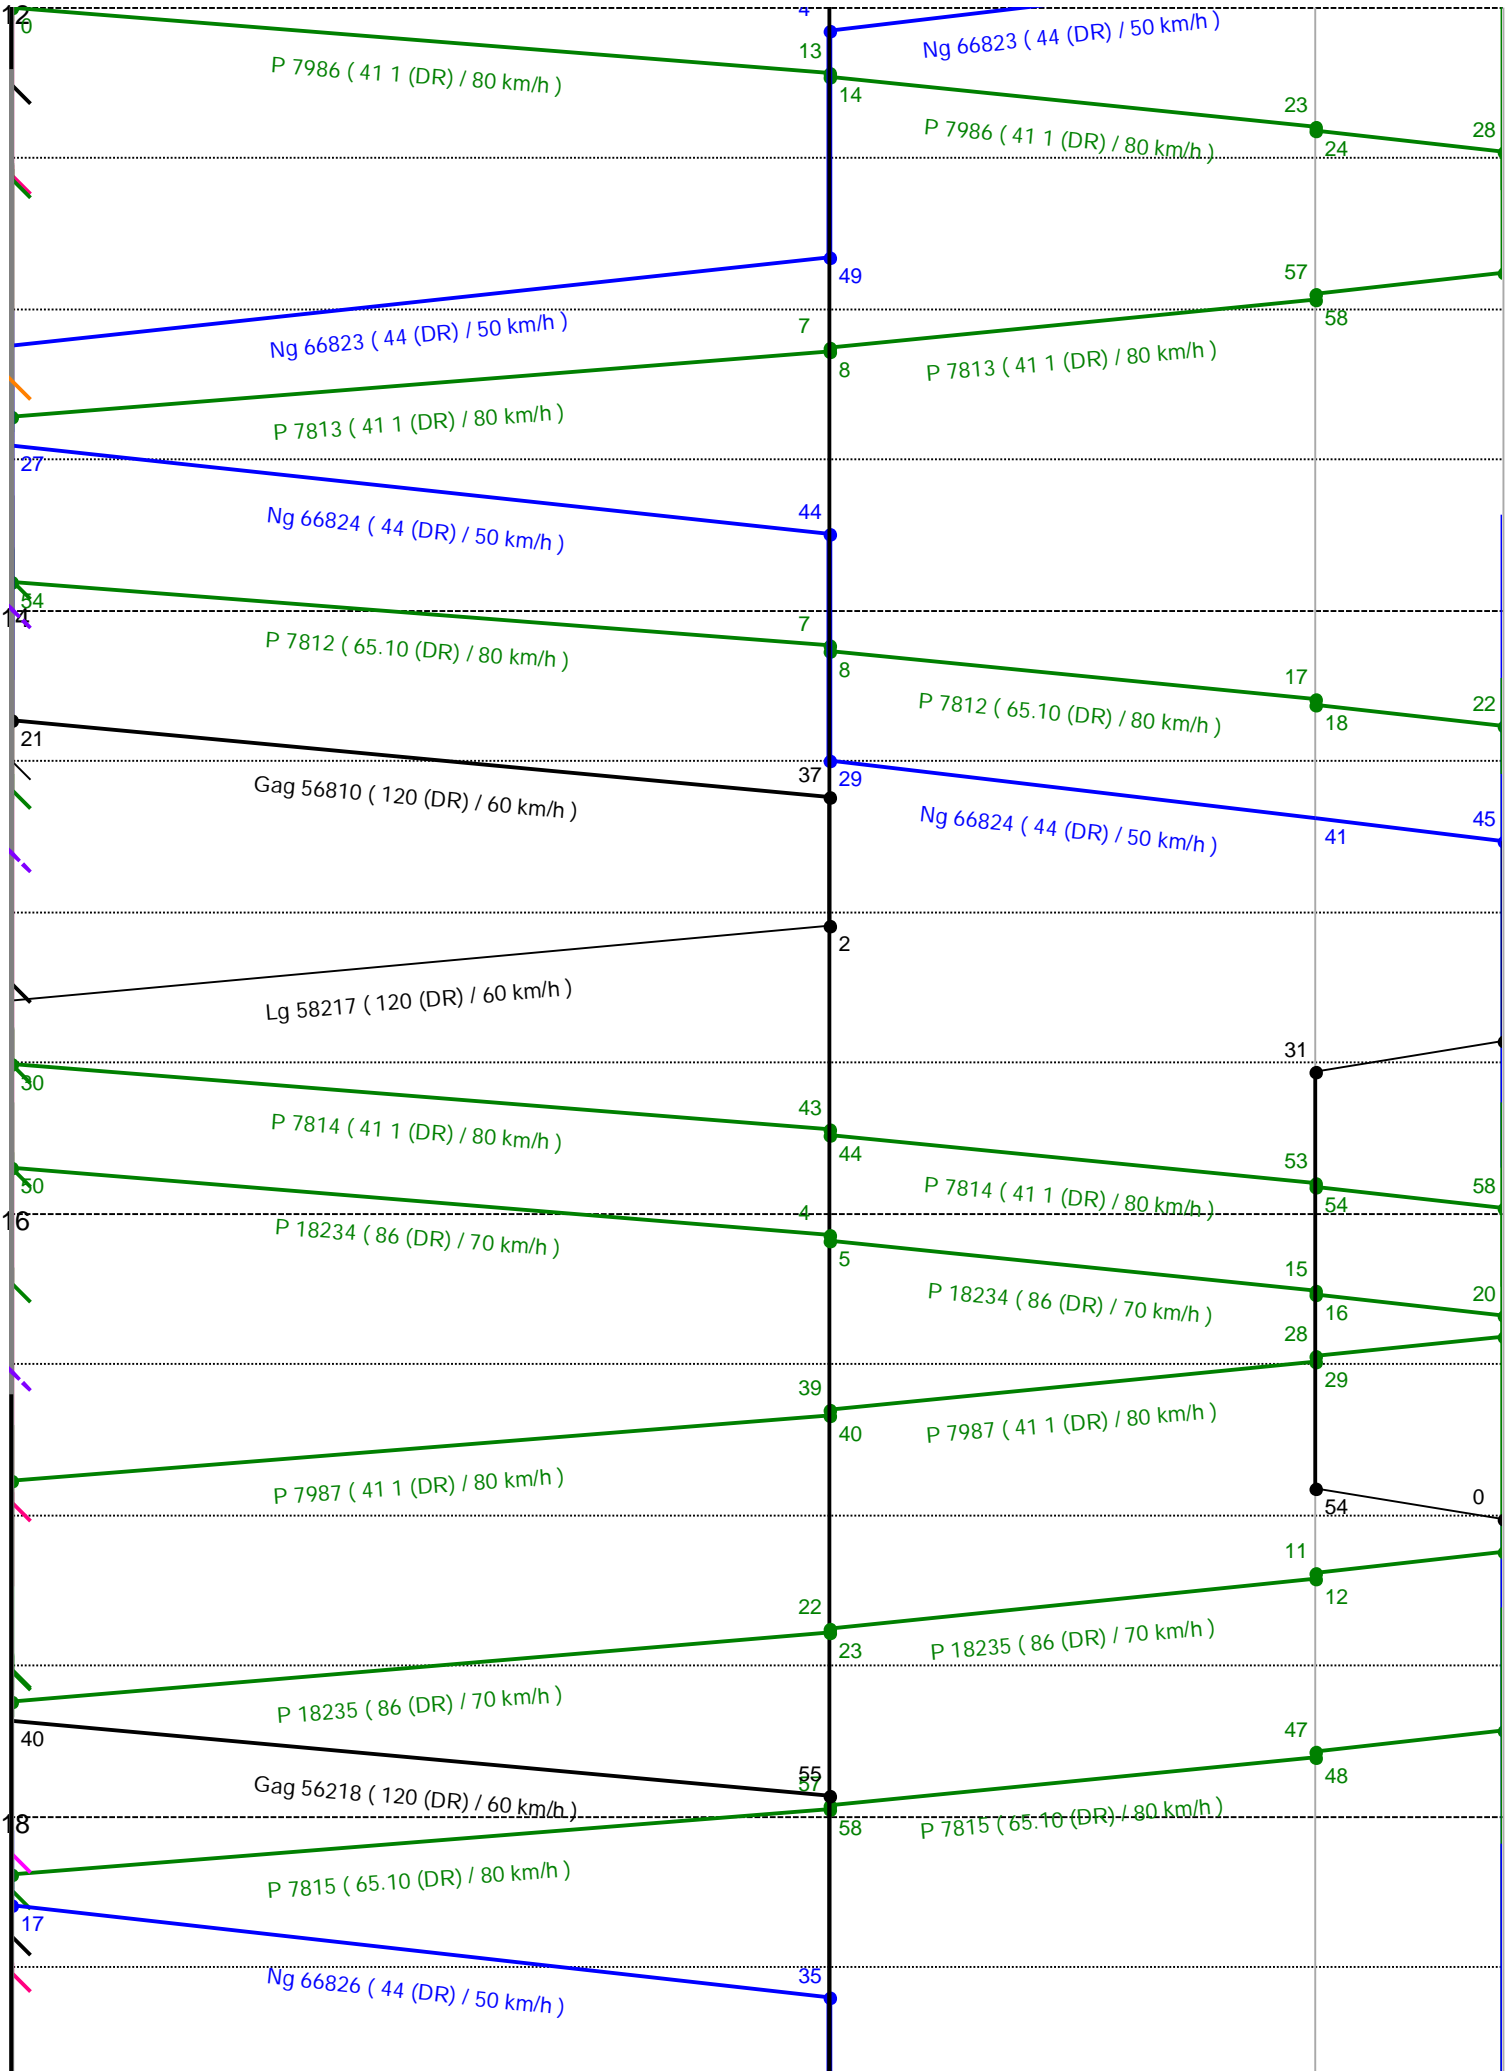 12
0
4
Ng 66823 ( 44 (DR) / 50 km/h )
P 7986 ( 41 1 (DR) / 80 km/h )
13
14
P 7986 ( 41 1 (DR) / 80 km/h )
23
24
28
49
Ng 66823 ( 44 (DR) / 50 km/h )
57
58
7
8
P 7813 ( 41 1 (DR) / 80 km/h )
P 7813 ( 41 1 (DR) / 80 km/h )
27
Ng 66824 ( 44 (DR) / 50 km/h )
44
54
14
P 7812 ( 65.10 (DR) / 80 km/h )
7
8
P 7812 ( 65.10 (DR) / 80 km/h )
17
18
22
21
Gag 56810 ( 120 (DR) / 60 km/h )
37
29
Ng 66824 ( 44 (DR) / 50 km/h )
41
45
2
Lg 58217 ( 120 (DR) / 60 km/h )
31
30
P 7814 ( 41 1 (DR) / 80 km/h )
43
44
P 7814 ( 41 1 (DR) / 80 km/h )
53
54
58
50
16
P 18234 ( 86 (DR) / 70 km/h )
4
5
P 18234 ( 86 (DR) / 70 km/h )
15
16
20
28
29
39
40
P 7987 ( 41 1 (DR) / 80 km/h )
P 7987 ( 41 1 (DR) / 80 km/h )
54
0
11
12
22
23
P 18235 ( 86 (DR) / 70 km/h )
P 18235 ( 86 (DR) / 70 km/h )
40
Gag 56218 ( 120 (DR) / 60 km/h )
55
57
58
47
48
P 7815 ( 65.10 (DR) / 80 km/h )
18
P 7815 ( 65.10 (DR) / 80 km/h )
17
Ng 66826 ( 44 (DR) / 50 km/h )
35